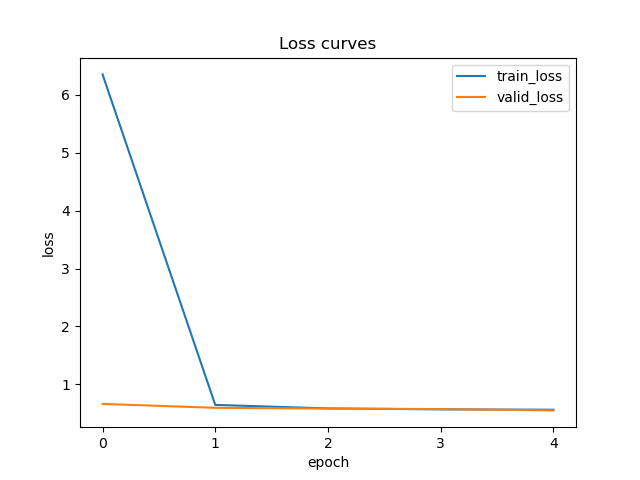 Loss curves
train_loss
valid_loss
6
5
4
3
2
1
loss
0 1 2 3 4
epoch